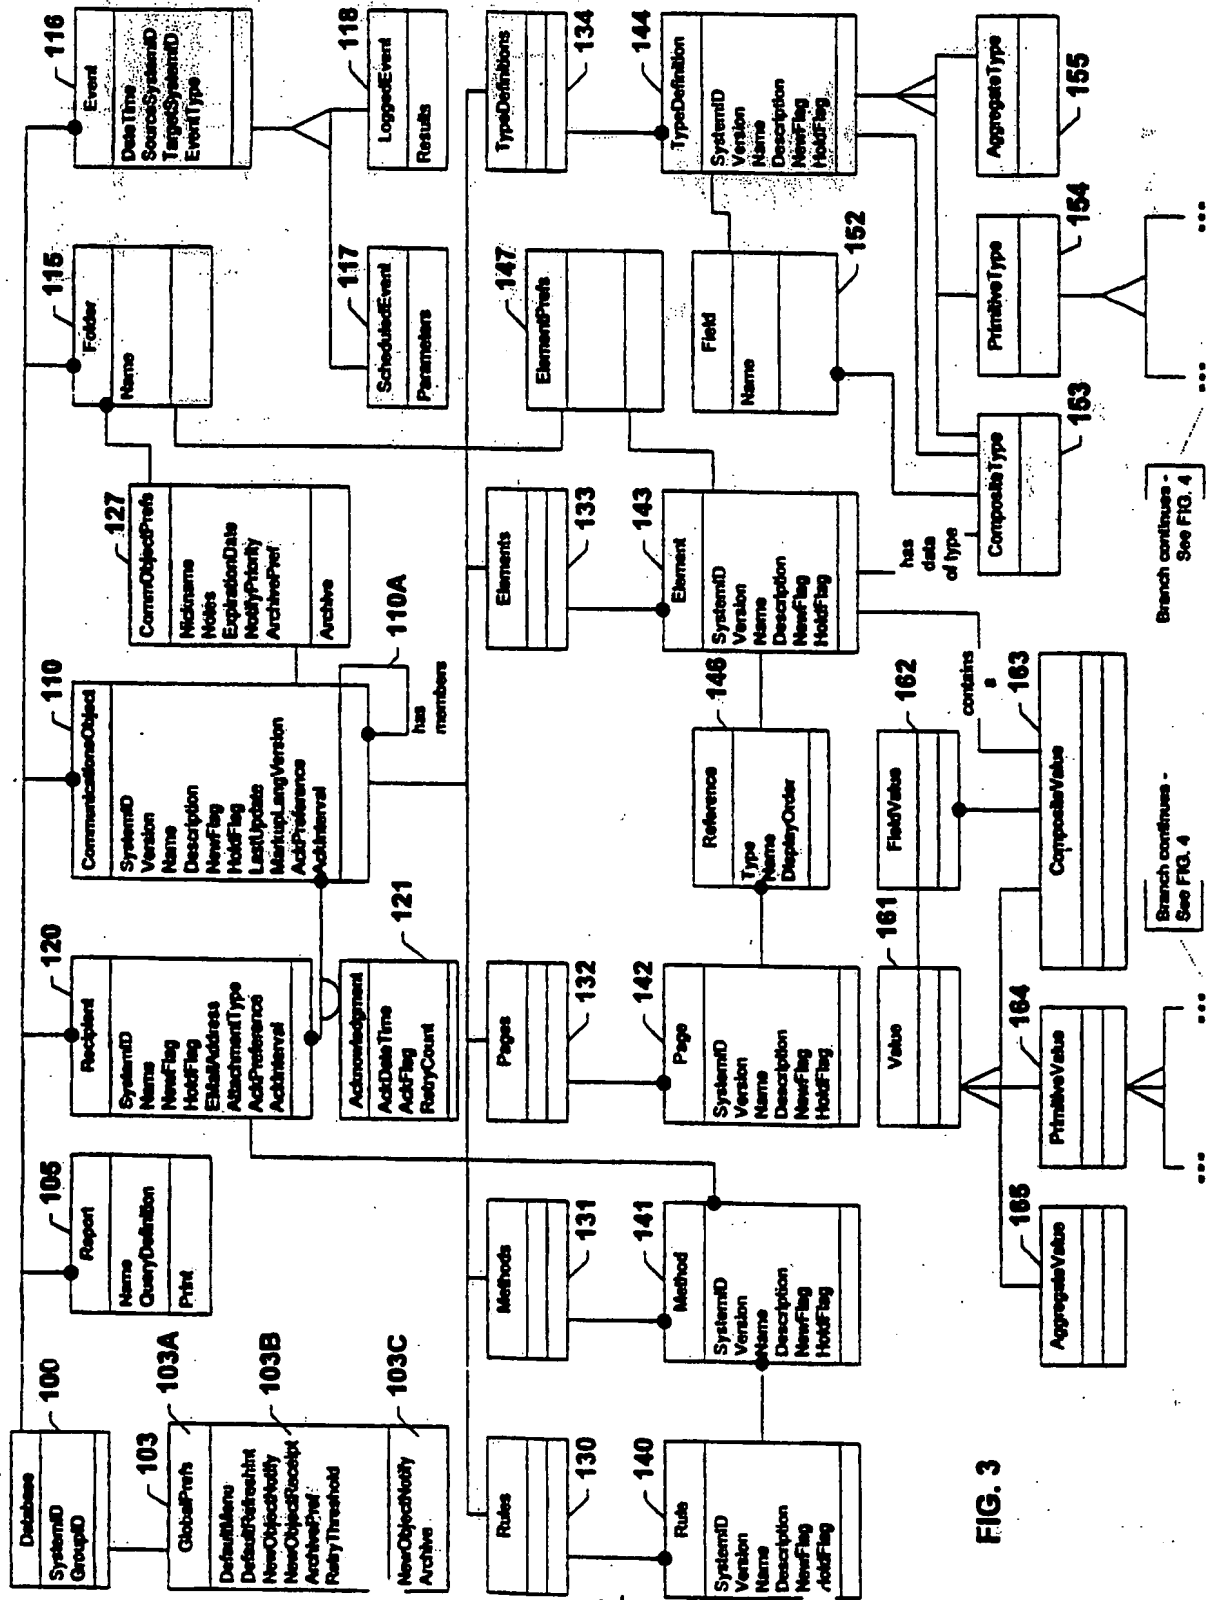 100
Database
SystemID
GroupID
103
103A
GlobalPrefs
103B
DefaultMenu
DefaultRefreshInt
NewObjectNotify
NewObjectReceipt
ArchivePref
RetryThreshold
103C
NewObjectNotify
Archive
105
Report
Name
QueryDefinition
Print
120
Recipient
SystemID
Name
NewFlag
HoldFlag
EMailAddress
AttachmentType
AckPreference
AckInterval
121
Acknowledgment
AckDateTime
AckFlag
RetryCount
110
CommunicationsObject
SystemID
Version
Name
Description
NewFlag
HoldFlag
LastUpdate
MarkupLangVersion
AckPreference
AckInterval
110A
has
members
127
CommObjectPrefs
Nickname
Notes
ExpirationDate
NotifyPriority
ArchivePref
Archive
115
Folder
Name
116
Event
DateTime
SourceSystemID
TargetSystemID
EventType
117
ScheduledEvent
Parameters
118
LoggedEvent
Results
Rules
130
Methods
131
Pages
132
Elements
133
ElementPrefs
147
TypeDefinitions
134
140
Rule
SystemID
Version
Name
Description
NewFlag
HoldFlag
141
Method
SystemID
Version
Name
Description
NewFlag
HoldFlag
142
Page
SystemID
Version
Name
Description
NewFlag
HoldFlag
146
Reference
Type
Name
DisplayOrder
143
Element
SystemID
Version
Name
Description
NewFlag
HoldFlag
Field
Name
152
144
TypeDefinition
SystemID
Version
Name
Description
NewFlag
HoldFlag
161
Value
162
FieldValue
contains
a
has
data
of type
165
AggregateValue
164
PrimitiveValue
163
CompositeValue
CompositeType
153
PrimitiveType
154
AggregateType
155
...
...
...
...
Branch continues -
See FIG. 4
Branch continues -
See FIG. 4
FIG. 3